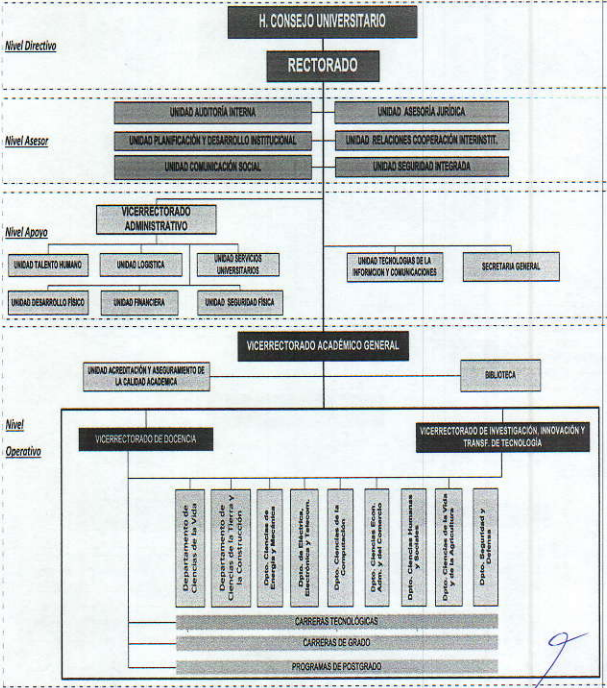 H. CONSEJO UNIVERSITARIO
Nivel Directivo
RECTORADO
UNIDAD AUDITORÍA INTERNA
UNIDAD ASESORÍA JURÍDICA
Nivel Asesor
UNIDAD PLANIFICACIÓN Y DESARROLLO INSTITUCIONAL
UNIDAD RELACIONES COOPERACIÓN INTERINSTIT.
UNIDAD COMUNICACIÓN SOCIAL
UNIDAD SEGURIDAD INTEGRADA
VICERRECTORADO
ADMINISTRATIVO
Nivel Apoyo
UNIDAD TALENTO HUMANO
UNIDAD LOGISTICA
UNIDAD SERVICIOS
UNIVERSITARIOS
UNIDAD TECNOLOGIAS DE LA
INFORMCION Y COMUNICACIONES
SECRETARIA GENERAL
UNIDAD DESARROLLO FÍSICO
UNIDAD FINANCIERA
UNIDAD SEGURIDAD FÍSICA
VICERRECTORADO ACADÉMICO GENERAL
UNIDAD ACREDITACIÓN Y ASEGURAMIENTO DE
LA CALIDAD ACADEMICA
BIBLIOTECA
Nivel
Operativo
VICERRECTORADO DE DOCENCIA
VICERRECTORADO DE INVESTIGACIÓN, INNOVACIÓN Y
TRANSF. DE TECNOLOGÍA
Departamento de
Ciencias de la Vida
Departamento de
Ciencias de la Tierra y
la Construcción
Dpto. Ciencias de
Energía y Mecánica
Dpto. de Eléctrica,
Electrónica y Telecom.
Dpto. Ciencias de la
Computación
Dpto. Ciencias Econ.
Adm. y del Comercio
Dpto. Ciencias Humanas
y Sociales
Dpto. Ciencias de la Vida
y de la Agricultura
Dpto. Seguridad y
Defensa
CARRERAS TECNOLÓGICAS
CARRERAS DE GRADO
PROGRAMAS DE POSTGRADO